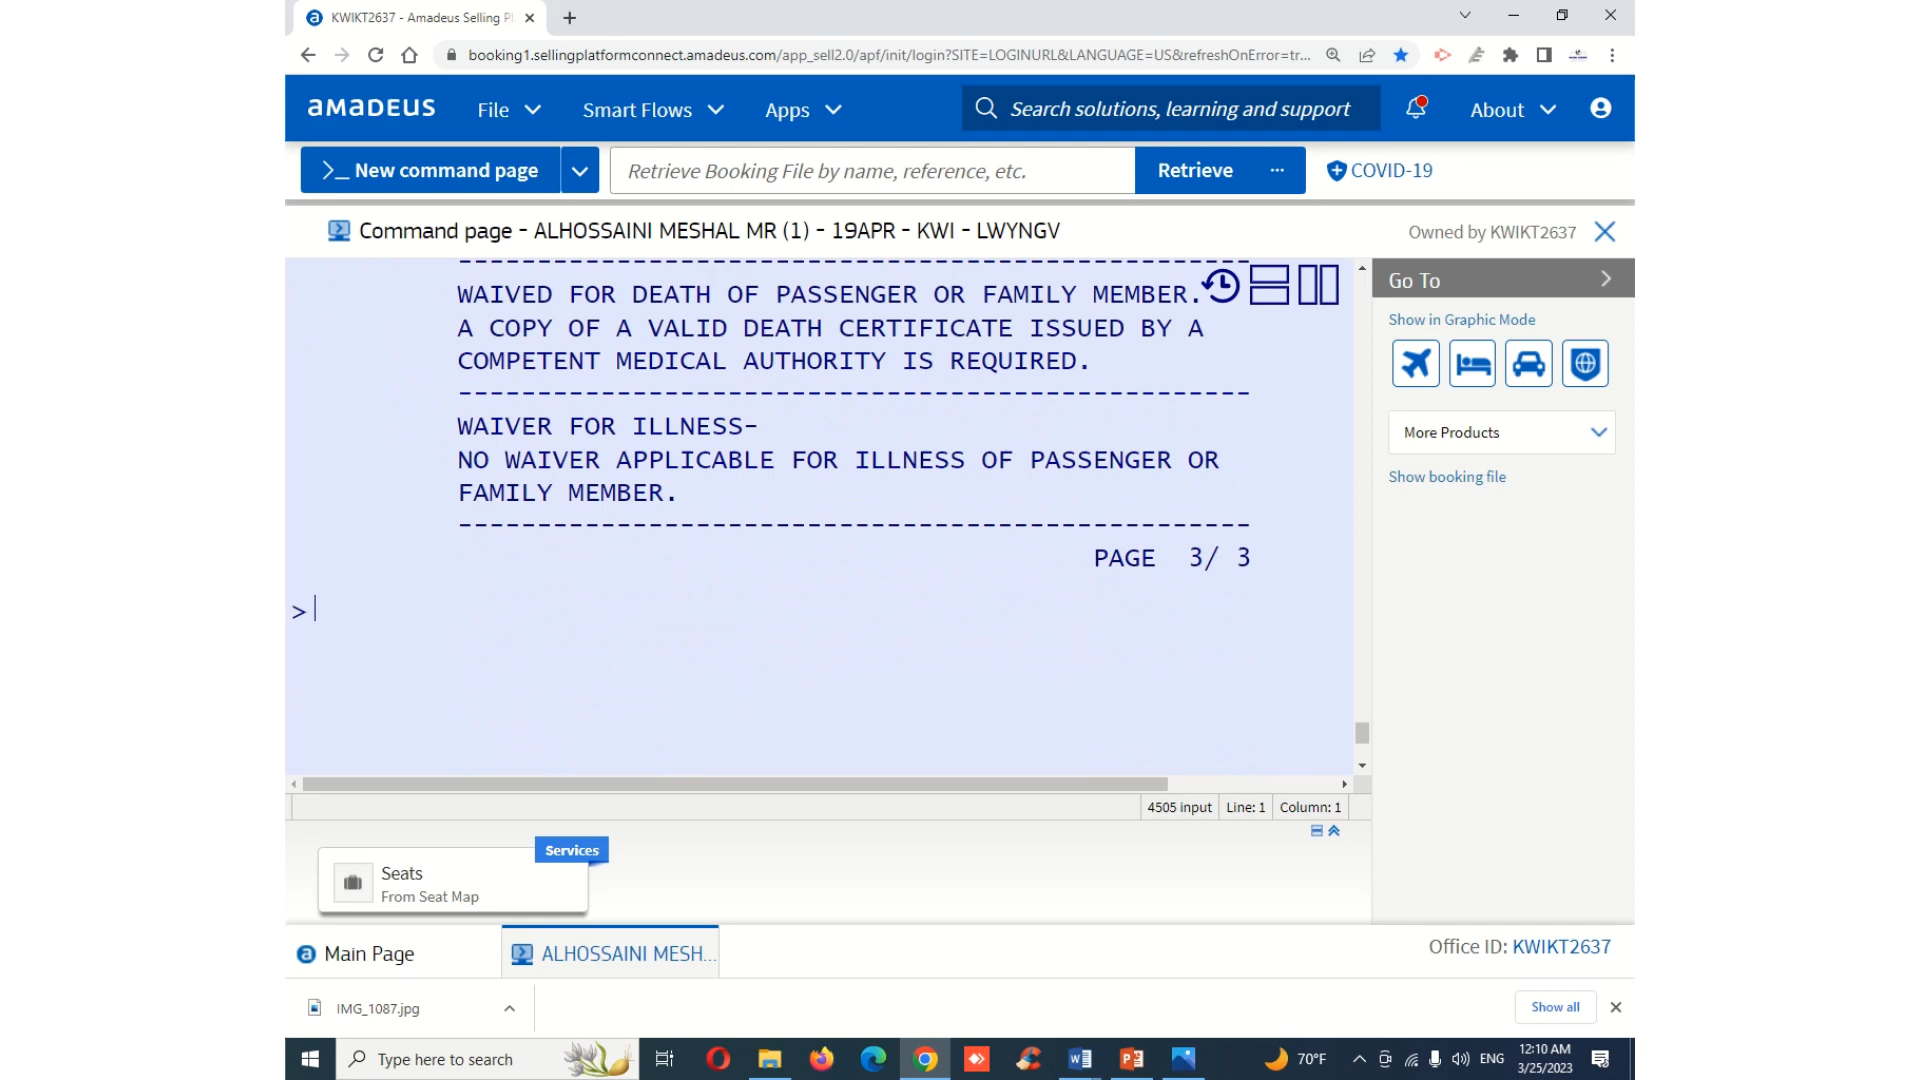 KWIKT2637 - Amadeus Selling Pl
booking1.sellingplatformconnect.amadeus.com/app_sell2.0/apf/init/login?SITE=LOGINURL&LANGUAGE=US&refreshOnError=tr...
amadeus
File
Smart Flows
Apps
Search solutions, learning and support
About
New command page
Retrieve Booking File by name, reference, etc.
Retrieve
COVID-19
Command page - ALHOSSAINI MESHAL MR (1) - 19APR - KWI - LWYNGV
Owned by KWIKT2637
--------------------------------------------------
WAIVED FOR DEATH OF PASSENGER OR FAMILY MEMBER.
A COPY OF A VALID DEATH CERTIFICATE ISSUED BY A
COMPETENT MEDICAL AUTHORITY IS REQUIRED.
--------------------------------------------------
WAIVER FOR ILLNESS-
NO WAIVER APPLICABLE FOR ILLNESS OF PASSENGER OR
FAMILY MEMBER.
--------------------------------------------------
PAGE 3/ 3
>
Go To
Show in Graphic Mode
More Products
Show booking file
4505 input
Line: 1
Column: 1
Services
Seats
From Seat Map
Main Page
ALHOSSAINI MESH...
Office ID: KWIKT2637
IMG_1087.jpg
Show all
Type here to search
70°F
ENG
12:10 AM
3/25/2023